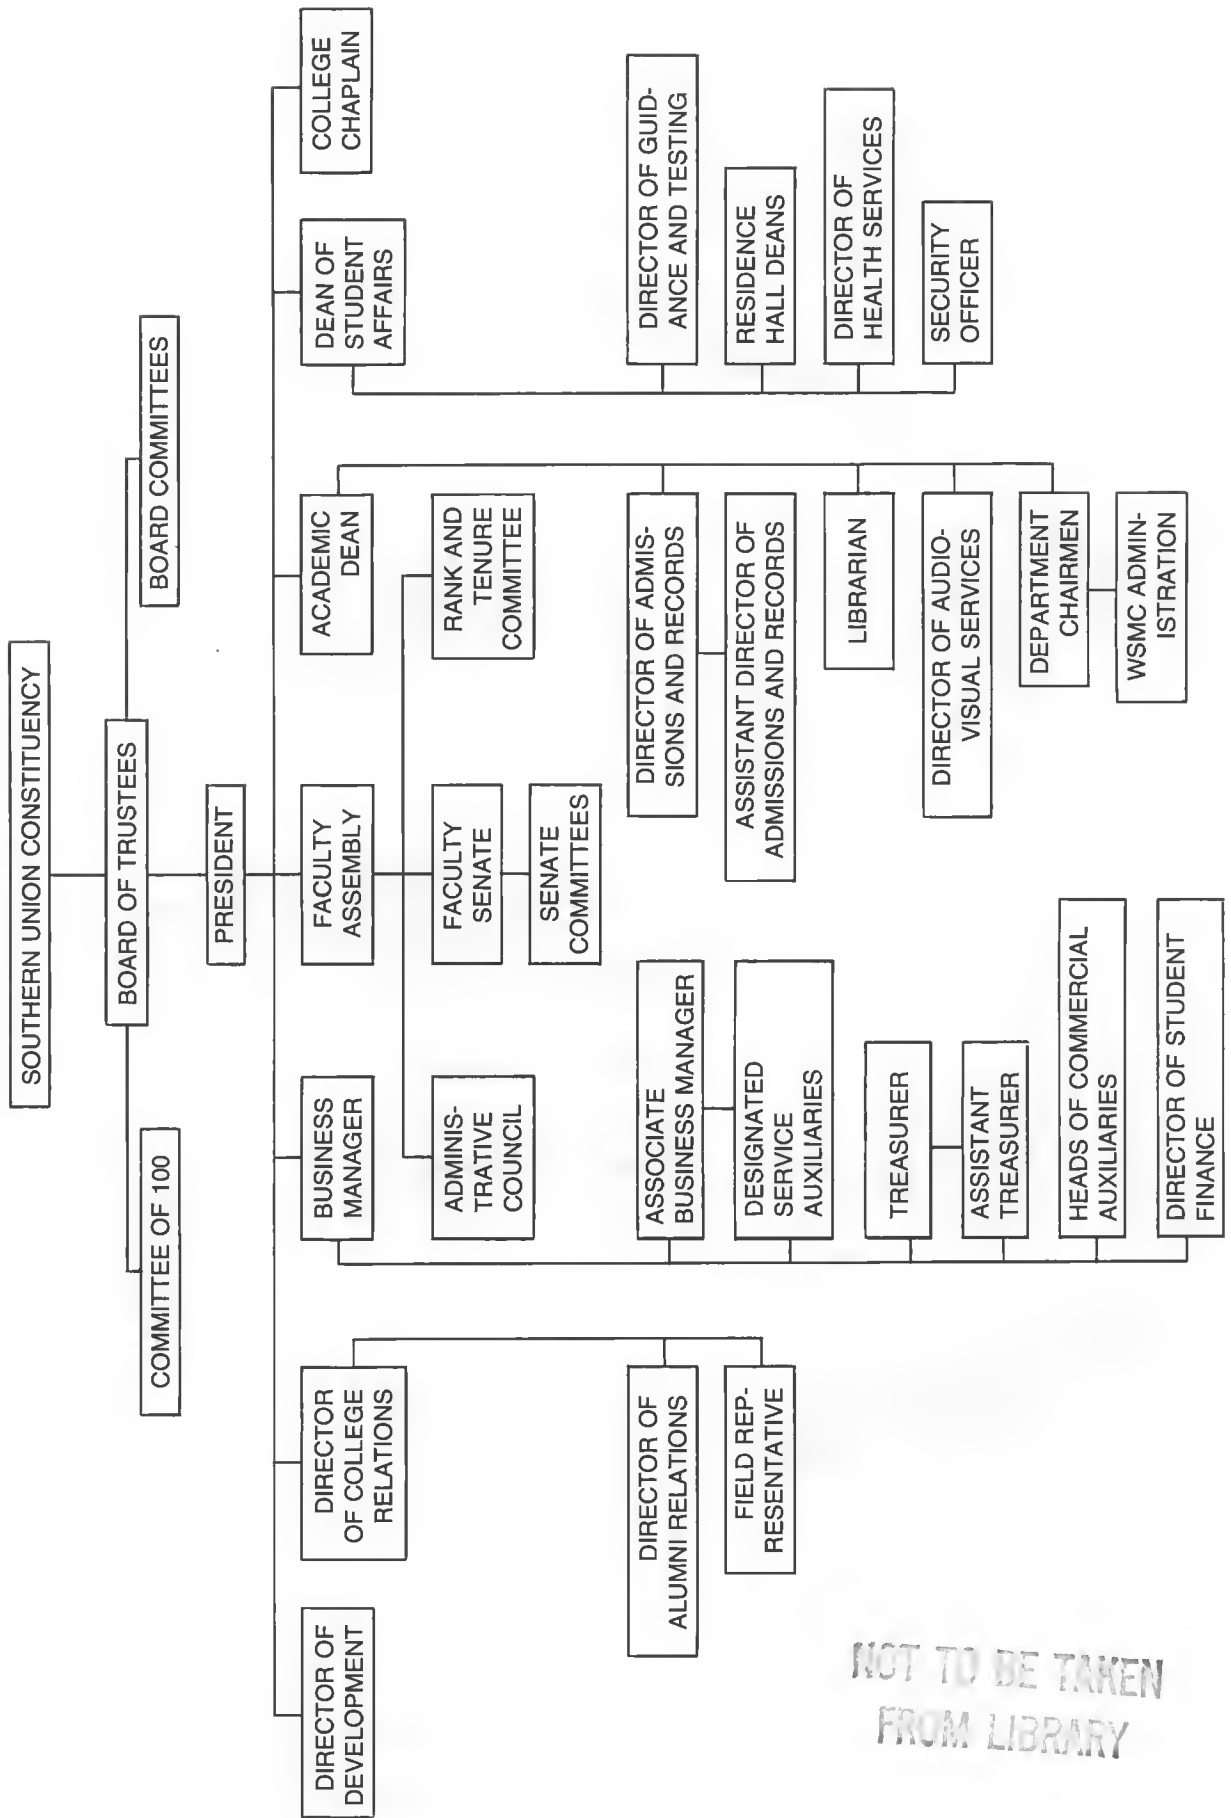 SOUTHERN UNION CONSTITUENCY
BOARD OF TRUSTEES
COMMITTEE OF 100
BOARD COMMITTEES
PRESIDENT
DIRECTOR OF
DEVELOPMENT
DIRECTOR
OF COLLEGE
RELATIONS
BUSINESS
MANAGER
FACULTY
ASSEMBLY
ACADEMIC
DEAN
DEAN OF
STUDENT
AFFAIRS
COLLEGE
CHAPLAIN
ADMINIS-
TRATIVE
COUNCIL
FACULTY
SENATE
RANK AND
TENURE
COMMITTEE
SENATE
COMMITTEES
DIRECTOR OF
ALUMNI RELATIONS
FIELD REP-
RESENTATIVE
ASSOCIATE
BUSINESS MANAGER
DESIGNATED
SERVICE
AUXILIARIES
TREASURER
ASSISTANT
TREASURER
HEADS OF COMMERCIAL
AUXILIARIES
DIRECTOR OF STUDENT
FINANCE
DIRECTOR OF ADMIS-
SIONS AND RECORDS
ASSISTANT DIRECTOR OF
ADMISSIONS AND RECORDS
LIBRARIAN
DIRECTOR OF AUDIO-
VISUAL SERVICES
DEPARTMENT
CHAIRMEN
WSMC ADMIN-
ISTRATION
DIRECTOR OF GUID-
ANCE AND TESTING
RESIDENCE
HALL DEANS
DIRECTOR OF
HEALTH SERVICES
SECURITY
OFFICER
NOT TO BE TAKEN
FROM LIBRARY